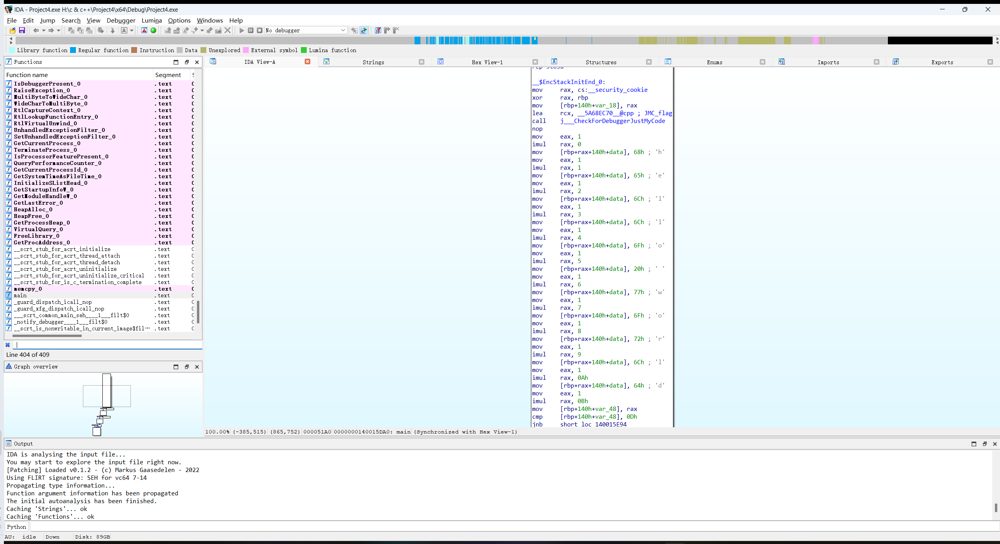 IDA - Project4.exe H:\c & c++\Project4\x64\Debug\Project4.exe
File Edit Jump Search View Debugger Lumina Options Windows Help
No debugger
Library function Regular function Instruction Data Unexplored External symbol Lumina function
Functions
Function name Segment
IsDebuggerPresent_0 .text
RaiseException_0 .text
MultiByteToWideChar_0 .text
WideCharToMultiByte_0 .text
RtlCaptureContext_0 .text
RtlLookupFunctionEntry_0 .text
RtlVirtualUnwind_0 .text
UnhandledExceptionFilter_0 .text
SetUnhandledExceptionFilter_0 .text
GetCurrentProcess_0 .text
TerminateProcess_0 .text
IsProcessorFeaturePresent_0 .text
QueryPerformanceCounter_0 .text
GetCurrentProcessId_0 .text
GetSystemTimeAsFileTime_0 .text
InitializeSListHead_0 .text
GetStartupInfoW_0 .text
GetModuleHandleW_0 .text
GetLastError_0 .text
HeapAlloc_0 .text
HeapFree_0 .text
GetProcessHeap_0 .text
VirtualQuery_0 .text
FreeLibrary_0 .text
GetProcAddress_0 .text
__scrt_stub_for_acrt_initialize .text
__scrt_stub_for_acrt_thread_attach .text
__scrt_stub_for_acrt_thread_detach .text
__scrt_stub_for_acrt_uninitialize .text
__scrt_stub_for_acrt_uninitialize_critical .text
__scrt_stub_for_is_c_termination_complete .text
memcpy_0 .text
main .text
_guard_dispatch_icall_nop .text
_guard_xfg_dispatch_icall_nop .text
___scrt_common_main_seh____1___filt$0 .text
_notify_debugger____1___filt$0 .text
__scrt_is_nonwritable_in_current_image$fil… .text
Line 404 of 409
Graph overview
IDA View-A Strings Hex View-1 Structures Enums Imports Exports
__$EncStackInitEnd_0:
mov rax, cs:__security_cookie
xor rax, rbp
mov [rbp+140h+var_18], rax
lea rcx, __5A68EC70__@cpp ; JMC_flag
call j___CheckForDebuggerJustMyCode
nop
mov eax, 1
imul rax, 0
mov [rbp+rax+140h+data], 68h ; 'h'
mov eax, 1
imul rax, 1
mov [rbp+rax+140h+data], 65h ; 'e'
mov eax, 1
imul rax, 2
mov [rbp+rax+140h+data], 6Ch ; 'l'
mov eax, 1
imul rax, 3
mov [rbp+rax+140h+data], 6Ch ; 'l'
mov eax, 1
imul rax, 4
mov [rbp+rax+140h+data], 6Fh ; 'o'
mov eax, 1
imul rax, 5
mov [rbp+rax+140h+data], 20h ; ' '
mov eax, 1
imul rax, 6
mov [rbp+rax+140h+data], 77h ; 'w'
mov eax, 1
imul rax, 7
mov [rbp+rax+140h+data], 6Fh ; 'o'
mov eax, 1
imul rax, 8
mov [rbp+rax+140h+data], 72h ; 'r'
mov eax, 1
imul rax, 9
mov [rbp+rax+140h+data], 6Ch ; 'l'
mov eax, 1
imul rax, 0Ah
mov [rbp+rax+140h+data], 64h ; 'd'
mov eax, 1
imul rax, 0Bh
mov [rbp+140h+var_48], rax
cmp [rbp+140h+var_48], 0Dh
jnb short loc_140015E94
100.00% (-385,515) (865,752) 000051A0 0000000140015DA0: main (Synchronized with Hex View-1)
Output
IDA is analysing the input file...
You may start to explore the input file right now.
[Patching] Loaded v0.1.2 - (c) Markus Gaasedelen - 2022
Using FLIRT signature: SEH for vc64 7-14
Propagating type information...
Function argument information has been propagated
The initial autoanalysis has been finished.
Caching 'Strings'... ok
Caching 'Functions'... ok
Python
AU: idle Down Disk: 89GB